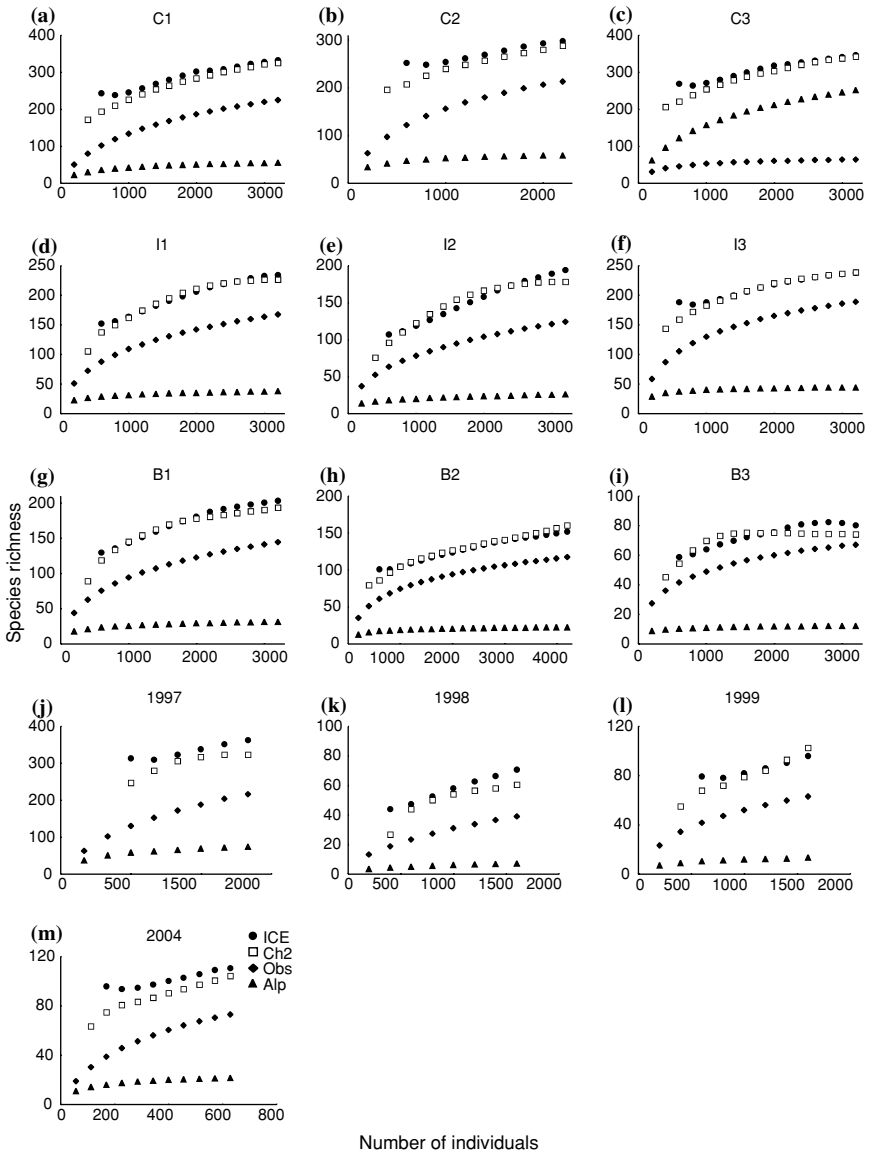 (a) C1
400
300
200
100
0
0 1000 2000 3000
(b) C2
300
200
100
0
0 1000 2000
(c) C3
400
300
200
100
0
0 1000 2000 3000
(d) I1
250
200
150
100
50
0
0 1000 2000 3000
(e) I2
200
150
100
50
0
0 1000 2000 3000
(f) I3
250
200
150
100
50
0
0 1000 2000 3000
Species richness
(g) B1
200
150
100
50
0
0 1000 2000 3000
(h) B2
200
150
100
50
0
0 1000 2000 3000 4000
(i) B3
80
60
40
20
0
0 1000 2000 3000
(j) 1997
400
300
200
100
0
0 500 1500 2000
(k) 1998
100
80
60
40
20
0
0 500 1000 1500 2000
(l) 1999
120
80
40
0
0 500 1000 1500 2000
(m) 2004
120
80
40
0
0 200 400 600 800
ICE
Ch2
Obs
Alp
Number of individuals